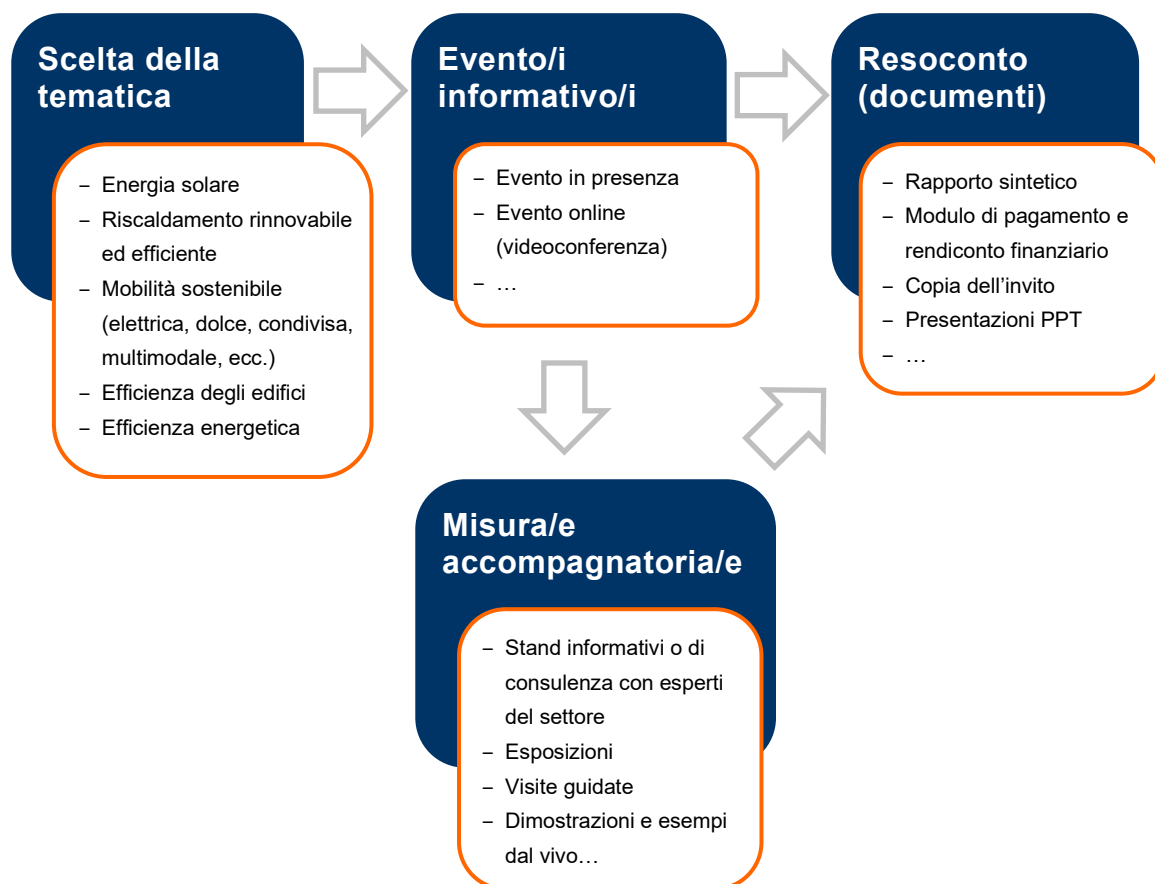 Scelta della
tematica
– Energia solare
– Riscaldamento rinnovabile
ed efficiente
– Mobilità sostenibile
(elettrica, dolce, condivisa,
multimodale, ecc.)
– Efficienza degli edifici
– Efficienza energetica
Evento/i
informativo/i
– Evento in presenza
– Evento online
(videoconferenza)
– …
Resoconto
(documenti)
– Rapporto sintetico
– Modulo di pagamento e
rendiconto finanziario
– Copia dell’invito
– Presentazioni PPT
– …
Misura/e
accompagnatoria/e
– Stand informativi o di
consulenza con esperti
del settore
– Esposizioni
– Visite guidate
– Dimostrazioni e esempi
dal vivo…